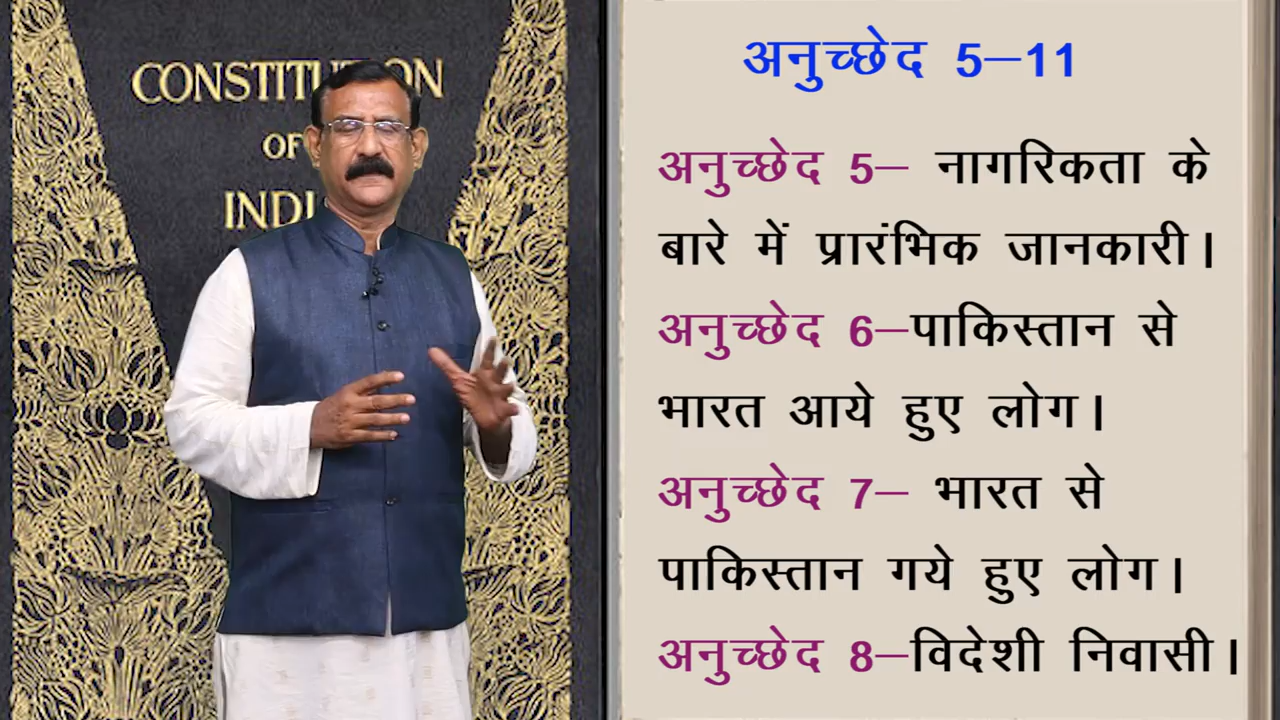 CONSTITUTION
OF
INDI
अनुच्छेद 5–11
अनुच्छेद 5– नागरिकता के
बारे में प्रारंभिक जानकारी।
अनुच्छेद 6–पाकिस्तान से
भारत आये हुए लोग।
अनुच्छेद 7– भारत से
पाकिस्तान गये हुए लोग।
अनुच्छेद 8–विदेशी निवासी।